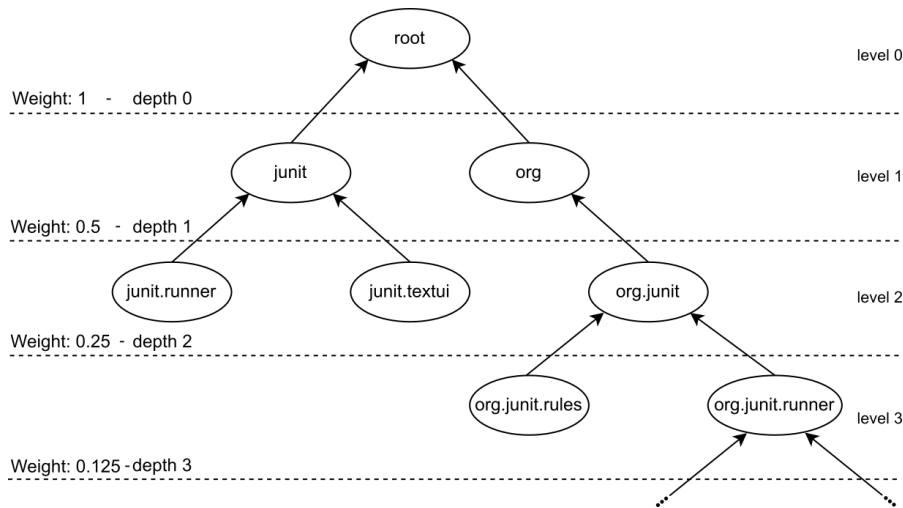 root
level 0
Weight: 1 - depth 0
junit
org
level 1
Weight: 0.5 - depth 1
junit.runner
junit.textui
org.junit
level 2
Weight: 0.25 - depth 2
org.junit.rules
org.junit.runner
level 3
Weight: 0.125 - depth 3